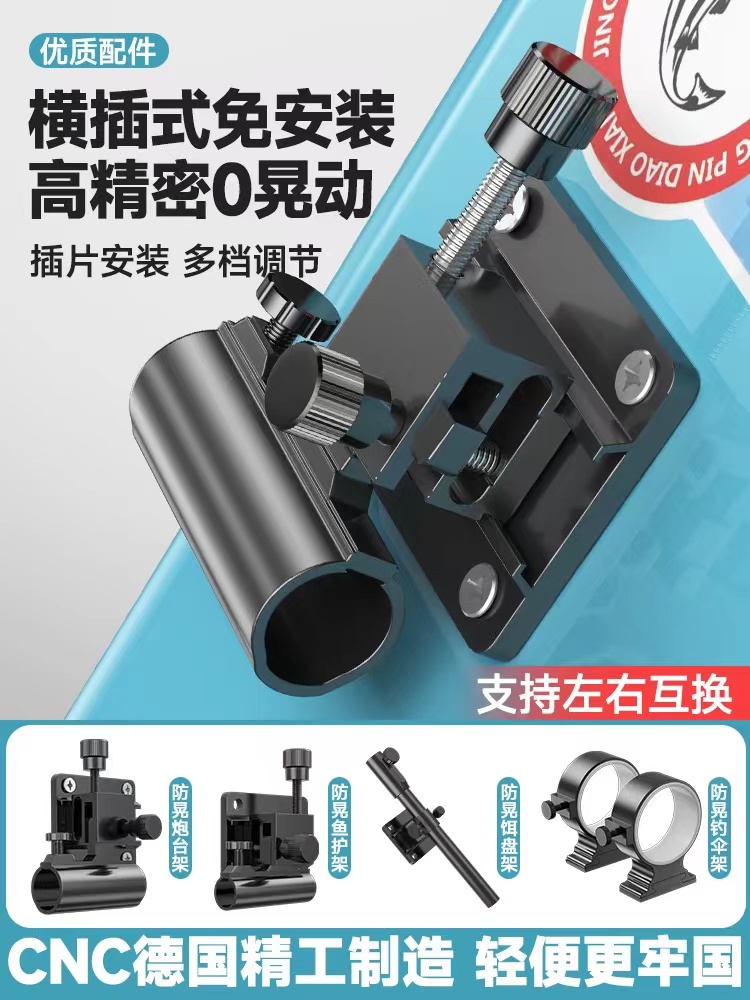 优质配件
横插式免安装
高精密0晃动
插片安装 多档调节
JING
G PIN DIAO XIA
支持左右互换
防晃炮台架
防晃鱼护架
防晃饵盘架
防晃钓伞架
CNC德国精工制造 轻便更牢国